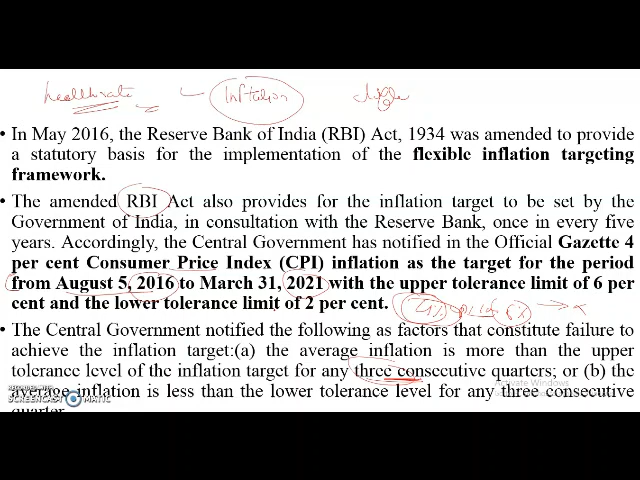 healthrate – Inflation
• In May 2016, the Reserve Bank of India (RBI) Act, 1934 was amended to provide
a statutory basis for the implementation of the flexible inflation targeting
framework.
• The amended RBI Act also provides for the inflation target to be set by the
Government of India, in consultation with the Reserve Bank, once in every five
years. Accordingly, the Central Government has notified in the Official Gazette 4
per cent Consumer Price Index (CPI) inflation as the target for the period
from August 5, 2016 to March 31, 2021 with the upper tolerance limit of 6 per
cent and the lower tolerance limit of 2 per cent.
• The Central Government notified the following as factors that constitute failure to
achieve the inflation target:(a) the average inflation is more than the upper
tolerance level of the inflation target for any three consecutive quarters; or (b) the
Activate Windows
RECORDED WITH
SCREENCAST MATIC
average inflation is less than the lower tolerance level for any three consecutive
quarter